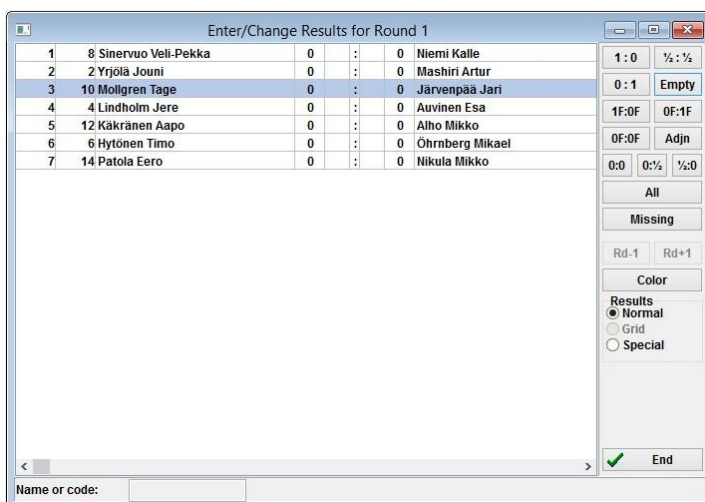 Enter/Change Results for Round 1
1 8 Sinervuo Veli-Pekka 0 : 0 Niemi Kalle
2 2 Yrjölä Jouni 0 : 0 Mashiri Artur
3 10 Mollgren Tage 0 : 0 Järvenpää Jari
4 4 Lindholm Jere 0 : 0 Auvinen Esa
5 12 Käkränen Aapo 0 : 0 Alho Mikko
6 6 Hytönen Timo 0 : 0 Öhrnberg Mikael
7 14 Patola Eero 0 : 0 Nikula Mikko
1 : 0 ½ : ½
0 : 1 Empty
1F:0F 0F:1F
0F:0F Adjn
0:0 0:½ ½:0
All
Missing
Rd-1 Rd+1
Color
Results
Normal
Grid
Special
End
Name or code: